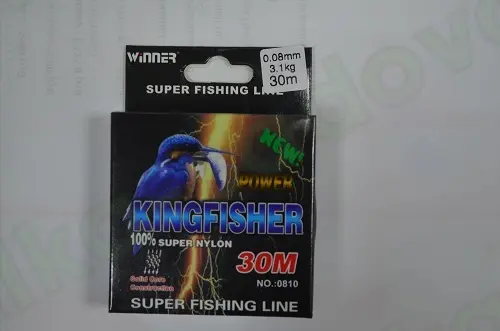 WINNER
0.08mm
3.1kg
30m
SUPER FISHING LINE
NEW!
POWER
KINGFISHER
100% SUPER NYLON
30M
Solid Core
Construction
NO.:0810
SUPER FISHING LINE